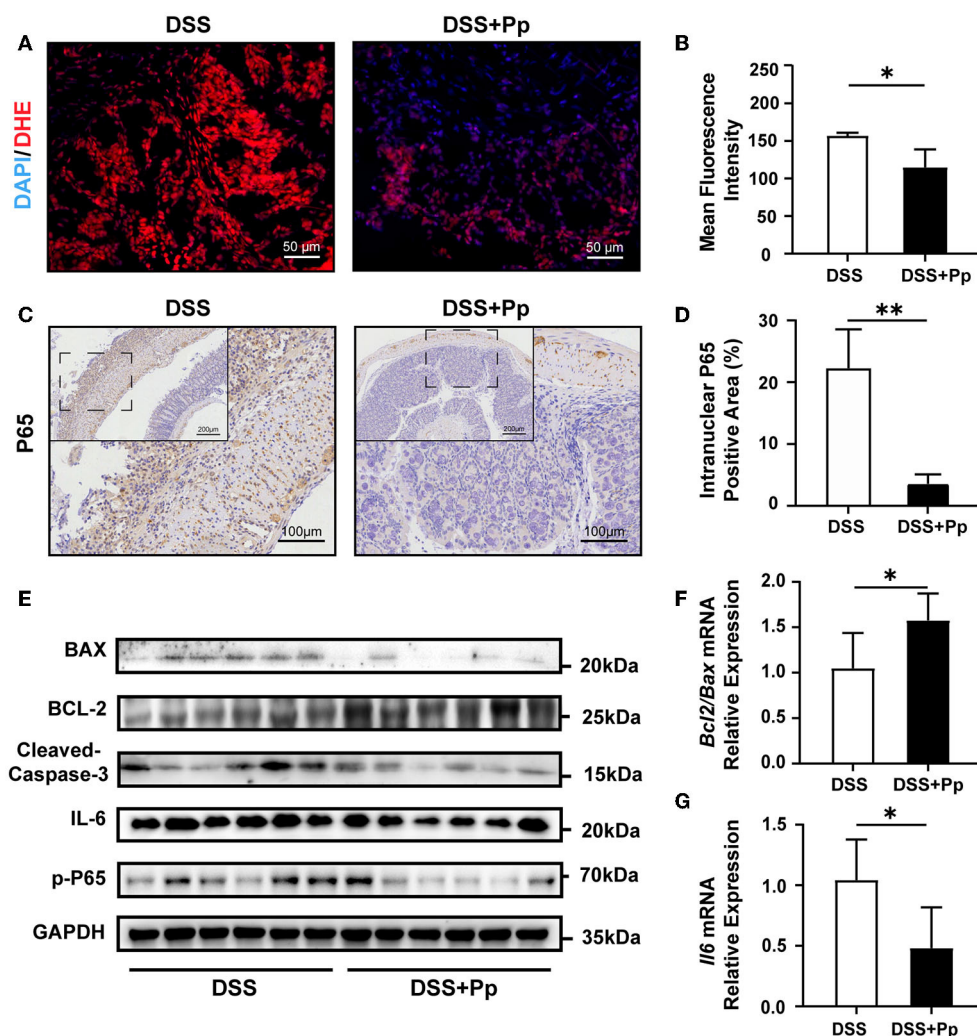 A
DSS
DSS+Pp
DAPI/DHE
50 μm
50 μm
B
Mean Fluorescence
Intensity
250
200
150
100
50
0
*
DSS
DSS+Pp
C
DSS
DSS+Pp
P65
200μm
100μm
200μm
100μm
D
Intranuclear P65
Positive Area (%)
30
20
10
0
**
DSS
DSS+Pp
E
BAX
20kDa
BCL-2
25kDa
Cleaved-
Caspase-3
15kDa
IL-6
20kDa
p-P65
70kDa
GAPDH
35kDa
DSS
DSS+Pp
F
Bcl2/Bax mRNA
Relative Expression
2.0
1.5
1.0
0.5
0.0
*
DSS
DSS+Pp
G
Il6 mRNA
Relative Expression
1.5
1.0
0.5
0.0
*
DSS
DSS+Pp